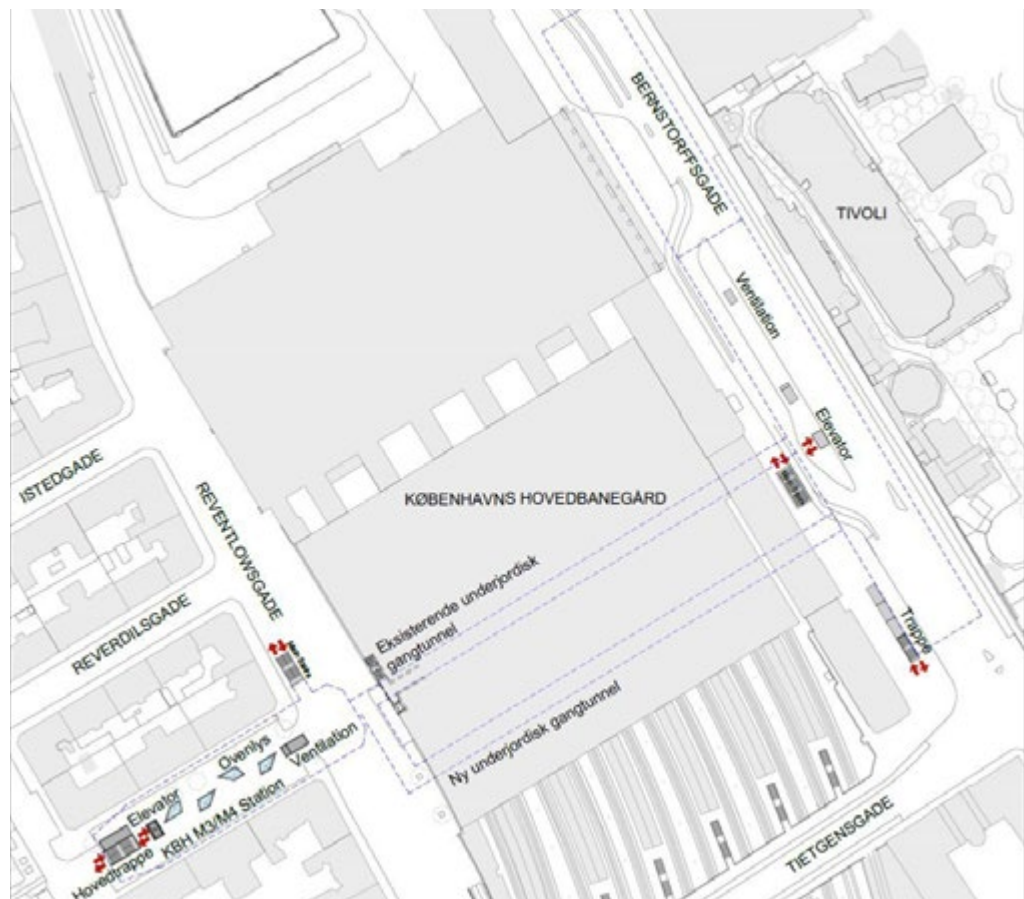 BERNSTORFFSGADE
TIVOLI
Ventilation
Elevator
ISTEDGADE
REVENTLOWSGADE
KØBENHAVNS HOVEDBANEGÅRD
Eksisterende underjordisk
gangtunnel
REVERDILSGADE
Trappe
Ny underjordisk gangtunnel
Ovenlys
Ventilation
Elevator
KBH M3/M4 Station
Hovedtrappe
TIETGENSGADE